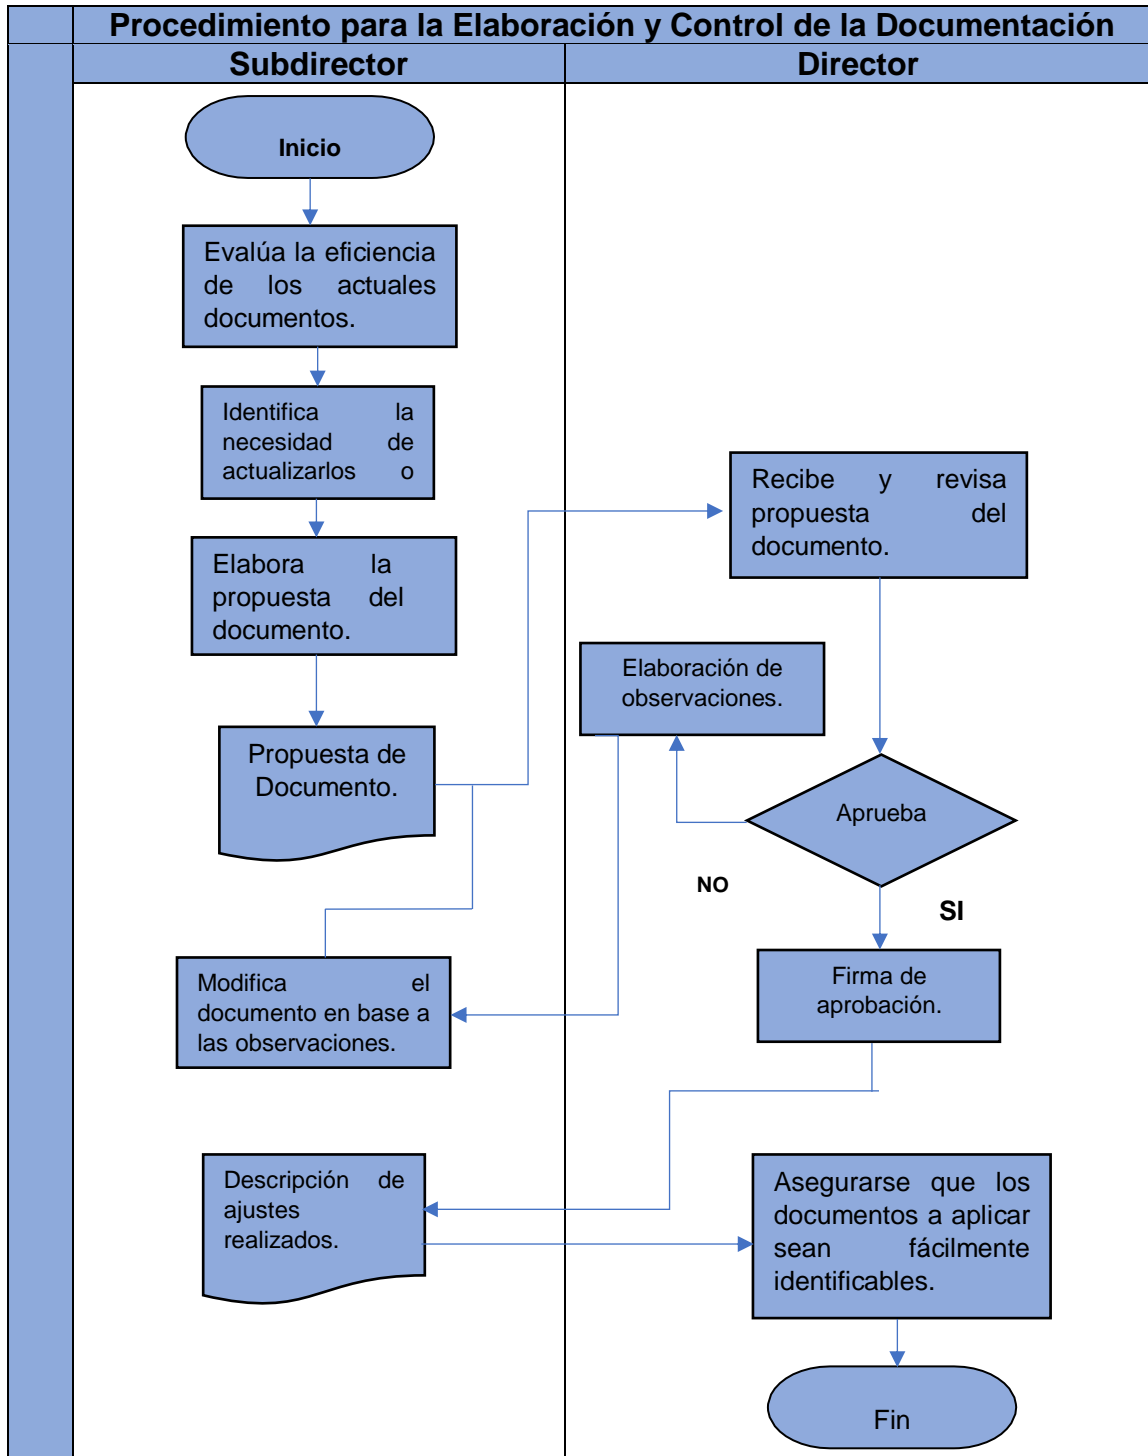 Procedimiento para la Elaboración y Control de la Documentación
Subdirector
Director
Inicio
Evalúa la eficiencia
de los actuales
documentos.
Identifica la
necesidad de
actualizarlos o
Elabora la
propuesta del
documento.
Propuesta de
Documento.
Recibe y revisa
propuesta del
documento.
Elaboración de
observaciones.
Aprueba
NO
SI
Modifica el
documento en base a
las observaciones.
Firma de
aprobación.
Descripción de
ajustes
realizados.
Asegurarse que los
documentos a aplicar
sean fácilmente
identificables.
Fin